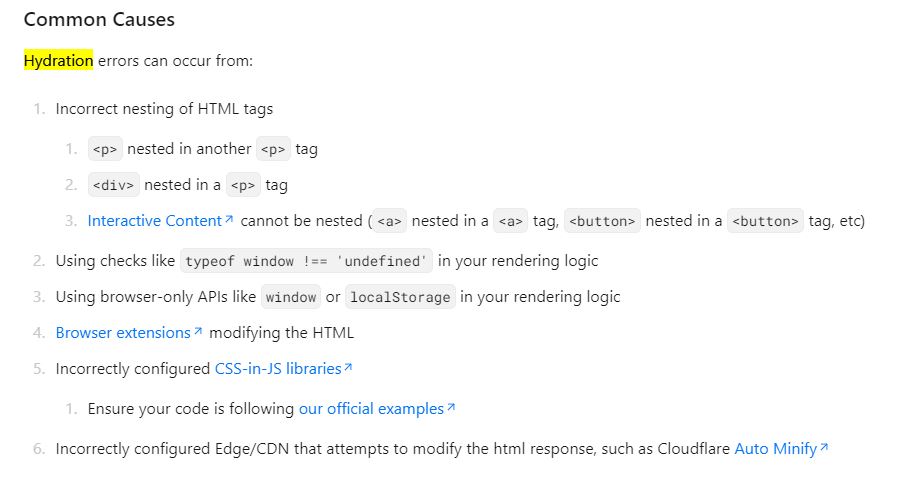 Common Causes
Hydration errors can occur from:
1. Incorrect nesting of HTML tags
1. <p> nested in another <p> tag
2. <div> nested in a <p> tag
3. Interactive Content↗ cannot be nested ( <a> nested in a <a> tag, <button> nested in a <button> tag, etc)
2. Using checks like typeof window !== 'undefined' in your rendering logic
3. Using browser-only APIs like window or localStorage in your rendering logic
4. Browser extensions↗ modifying the HTML
5. Incorrectly configured CSS-in-JS libraries↗
1. Ensure your code is following our official examples↗
6. Incorrectly configured Edge/CDN that attempts to modify the html response, such as Cloudflare Auto Minify↗